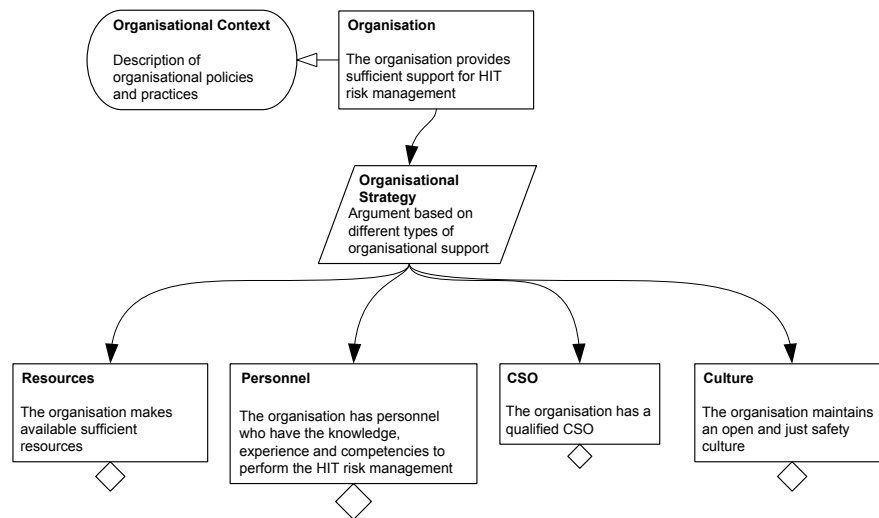 Organisational Context
Description of
organisational policies
and practices
Organisation
The organisation provides
sufficient support for HIT
risk management
Organisational
Strategy
Argument based on
different types of
organisational support
Resources
The organisation makes
available sufficient
resources
Personnel
The organisation has personnel
who have the knowledge,
experience and competencies to
perform the HIT risk management
CSO
The organisation has a
qualified CSO
Culture
The organisation maintains
an open and just safety
culture